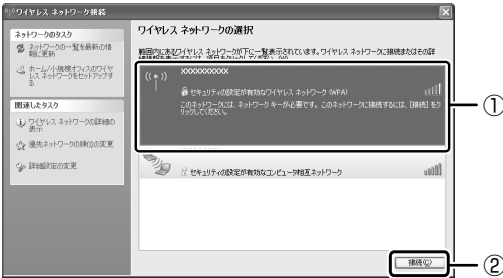 ワイヤレス ネットワーク接続
ネットワークのタスク
ネットワークの一覧を最新の情
報に更新
ホーム/小規模オフィスのワイヤ
レス ネットワークをセットアップす
る
関連したタスク
ワイヤレス ネットワークの詳細の
表示
優先ネットワークの順位の変更
詳細設定の変更
ワイヤレス ネットワークの選択
範囲内にあるワイヤレス ネットワークが下に一覧表示されています。ワイヤレス ネットワークに接続またはその詳
XXXXXXXXXX
セキュリティの設定が有効なワイヤレス ネットワーク (WPA)
このネットワークには、ネットワーク キーが必要です。このネットワークに接続するには、[接続] をク
リックしてください。
セキュリティの設定が有効なコンピュータ相互ネットワーク
接続(C)
①
②